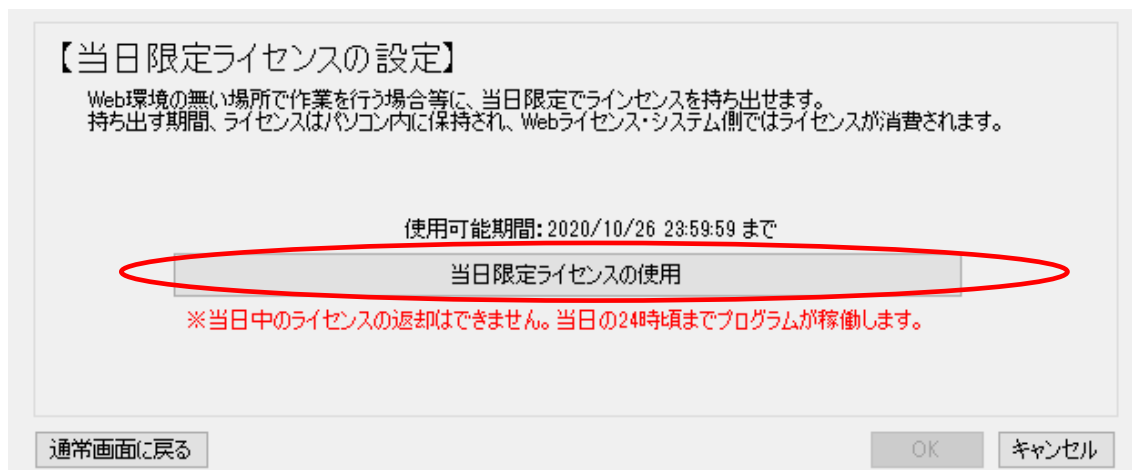 【当日限定ライセンスの設定】
Web環境の無い場所で作業を行う場合等に、当日限定でラインセンスを持ち出せます。
持ち出す期間、ライセンスはパソコン内に保持され、Webライセンス・システム側ではライセンスが消費されます。
使用可能期間: 2020/10/26 23:59:59 まで
当日限定ライセンスの使用
※当日中のライセンスの返却はできません。当日の24時頃までプログラムが稼働します。
通常画面に戻る OK キャンセル